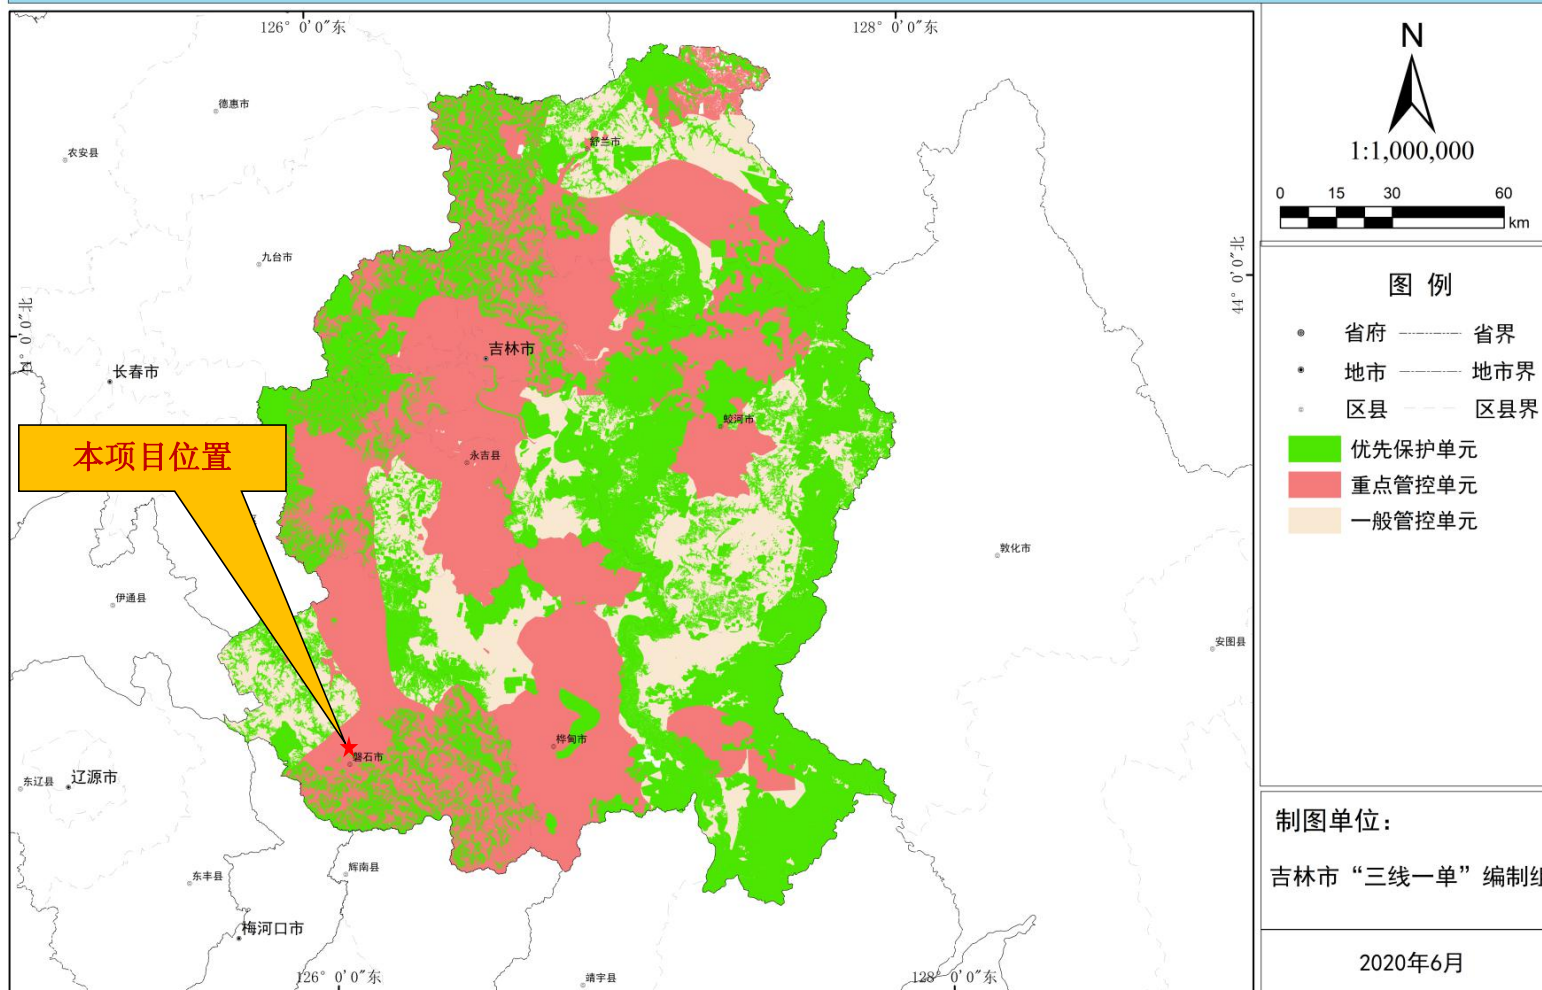 126° 0′0″东
128° 0′0″东
德惠市
农安县
舒兰市
九台市
44° 0′0″北
44° 0′0″北
吉林市
长春市
蛟河市
永吉县
本项目位置
敦化市
伊通县
安图县
桦甸市
磐石市
东辽县
辽源市
辉南县
东丰县
梅河口市
靖宇县
126° 0′0″东
128° 0′0″东
N
1:1,000,000
0 15 30 60
km
图 例
省府 省界
地市 地市界
区县 区县界
优先保护单元
重点管控单元
一般管控单元
制图单位：
吉林市“三线一单”编制组
2020年6月